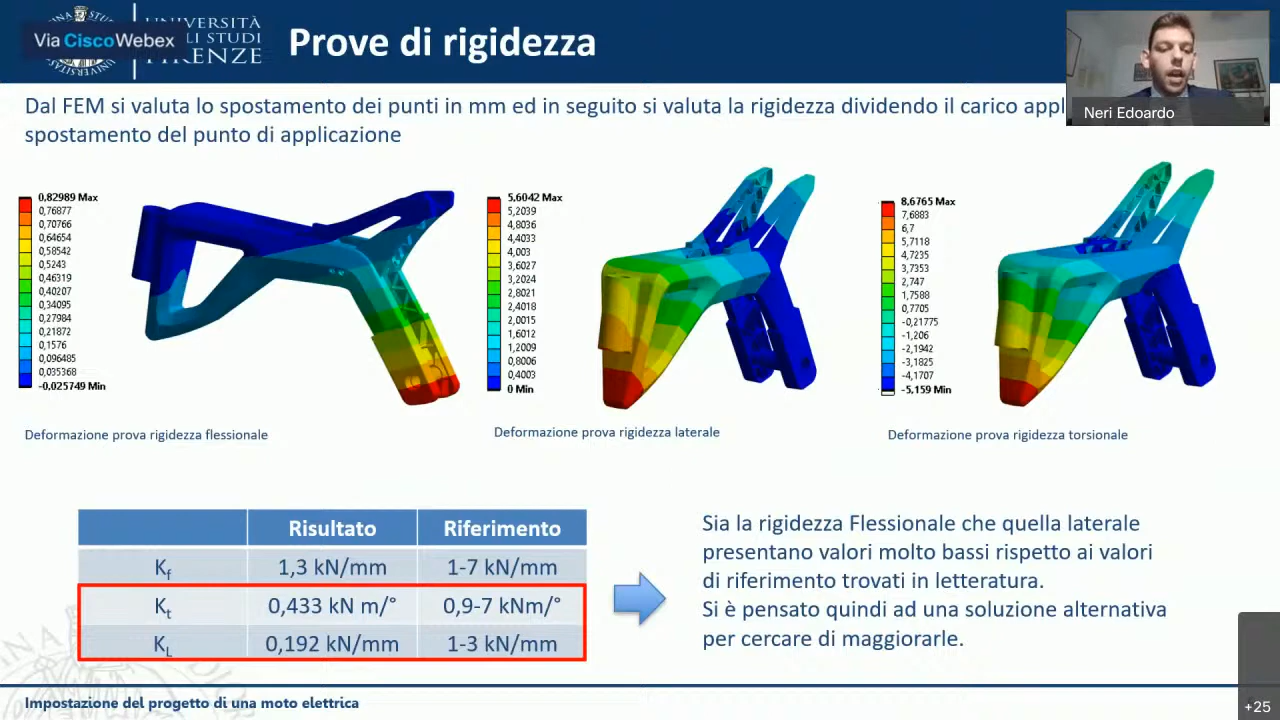 Via Cisco Webex
UNIVERSITÀ
FIRENZE
Prove di rigidezza
Neri Edoardo
Dal FEM si valuta lo spostamento dei punti in mm ed in seguito si valuta la rigidezza dividendo il carico appl
spostamento del punto di applicazione
0,82989 Max
0,76877
0,70766
0,64654
0,58542
0,5243
0,46319
0,40207
0,34095
0,27984
0,21872
0,1576
0,096485
0,035368
-0,025749 Min
5,6042 Max
5,2039
4,8036
4,4033
4,003
3,6027
3,2024
2,8021
2,4018
2,0015
1,6012
1,2009
0,8006
0,4003
0 Min
8,6765 Max
7,6883
6,7
5,7118
4,7235
3,7353
2,747
1,7588
0,7705
-0,21775
-1,206
-2,1942
-3,1824
-4,1707
-5,159 Min
Deformazione prova rigidezza flessionale
Deformazione prova rigidezza laterale
Deformazione prova rigidezza torsionale
Risultato Riferimento
Kf 1,3 kN/mm 1-7 kN/mm
Kt 0,433 kN m/° 0,9-7 kNm/°
KL 0,192 kN/mm 1-3 kN/mm
Sia la rigidezza Flessionale che quella laterale
presentano valori molto bassi rispetto ai valori
di riferimento trovati in letteratura.
Si è pensato quindi ad una soluzione alternativa
per cercare di maggiorarle.
Impostazione del progetto di una moto elettrica
+25